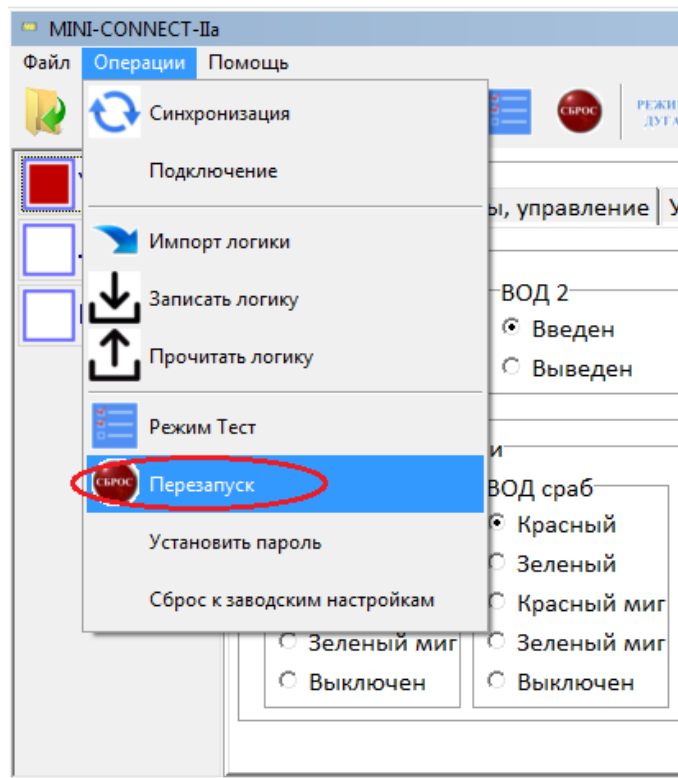 MINI-CONNECT-IIa
Файл Операции Помощь
СБРОС
Синхронизация
Подключение
ы, управление
Импорт логики
Записать логику
Прочитать логику
ВОД 2
Введен
Выведен
Режим Тест
СБРОС Перезапуск
Установить пароль
Сброс к заводским настройкам
и
ВОД сраб
Красный
Зеленый
Красный миг
Зеленый миг Зеленый миг
Выключен Выключен